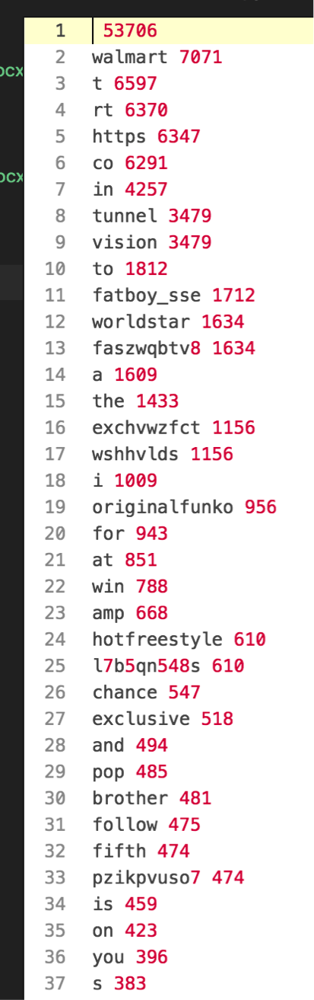 1 53706
2 walmart 7071
3 t 6597
4 rt 6370
5 https 6347
6 co 6291
7 in 4257
8 tunnel 3479
9 vision 3479
10 to 1812
11 fatboy_sse 1712
12 worldstar 1634
13 faszwqbtv8 1634
14 a 1609
15 the 1433
16 exchvwzfct 1156
17 wshhvlds 1156
18 i 1009
19 originalfunko 956
20 for 943
21 at 851
22 win 788
23 amp 668
24 hotfreestyle 610
25 l7b5qn548s 610
26 chance 547
27 exclusive 518
28 and 494
29 pop 485
30 brother 481
31 follow 475
32 fifth 474
33 pzikpvuso7 474
34 is 459
35 on 423
36 you 396
37 s 383